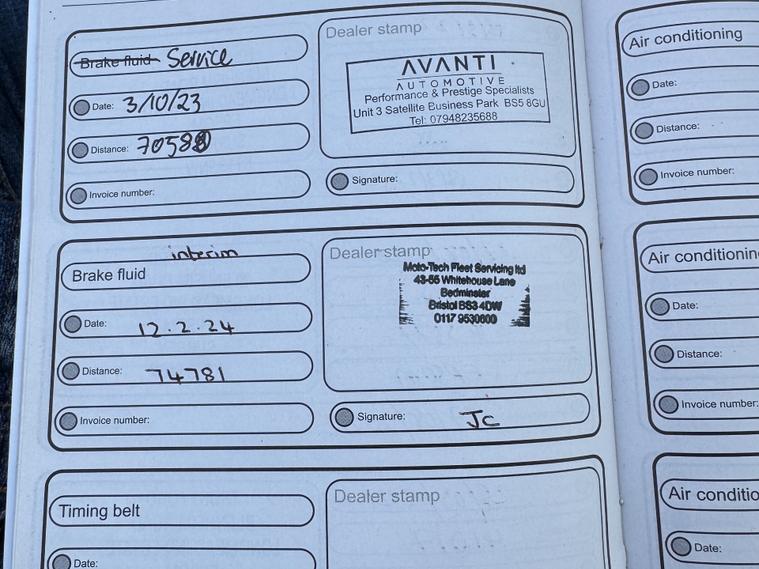 Dealer stamp
Brake fluid Service
AVANTI
AUTOMOTIVE
Performance & Prestige Specialists
Unit 3 Satellite Business Park BS5 8GU
Tel: 07948235688
Date: 3/10/23
Distance:
Invoice number:
Signature:
interim
Brake fluid
Dealer stamp
Moto-Tech Fleet Servicing ltd
43-55 Whitehouse Lane
Bedminster
Bristol BS3 4DW
0117 9530600
Date: 12.2.24
Distance: 74781
Invoice number:
Signature: Jc
Timing belt
Dealer stamp
Date:
Air conditioning
Date:
Distance:
Invoice number:
Air conditionin
Date:
Distance:
Invoice number:
Air conditio
Date: